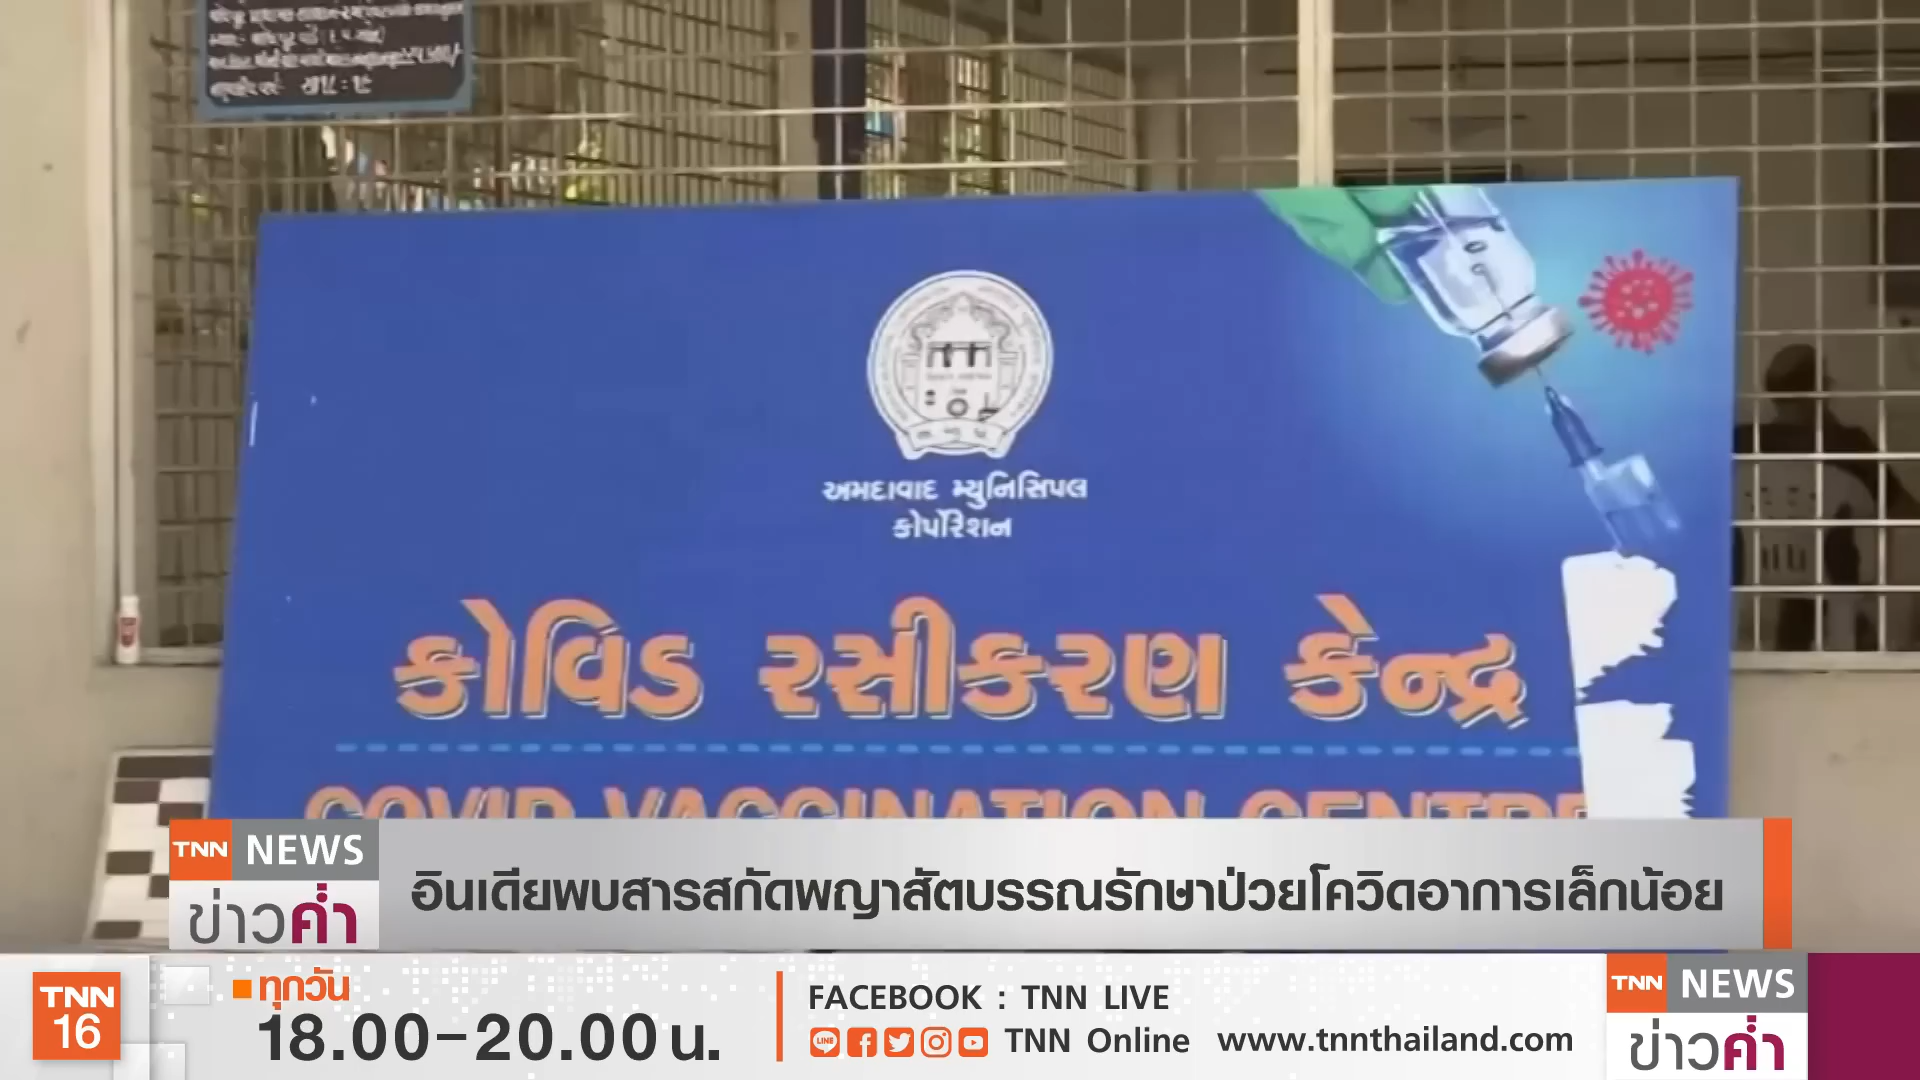 અમદાવાદ મ્યુનિસિપલ
કોર્પોરેશન
કોવિડ રસીકરણ કેન્દ્ર
COVID VACCINATION CENTRE
TNN NEWS
ข่าวค่ำ
อินเดียพบสารสกัดพญาสัตบรรณรักษาป่วยโควิดอาการเล็กน้อย
TNN
16
ทุกวัน
18.00-20.00 น.
FACEBOOK : TNN LIVE
LINE TNN Online www.tnnthailand.com
TNN NEWS
ข่าวค่ำ